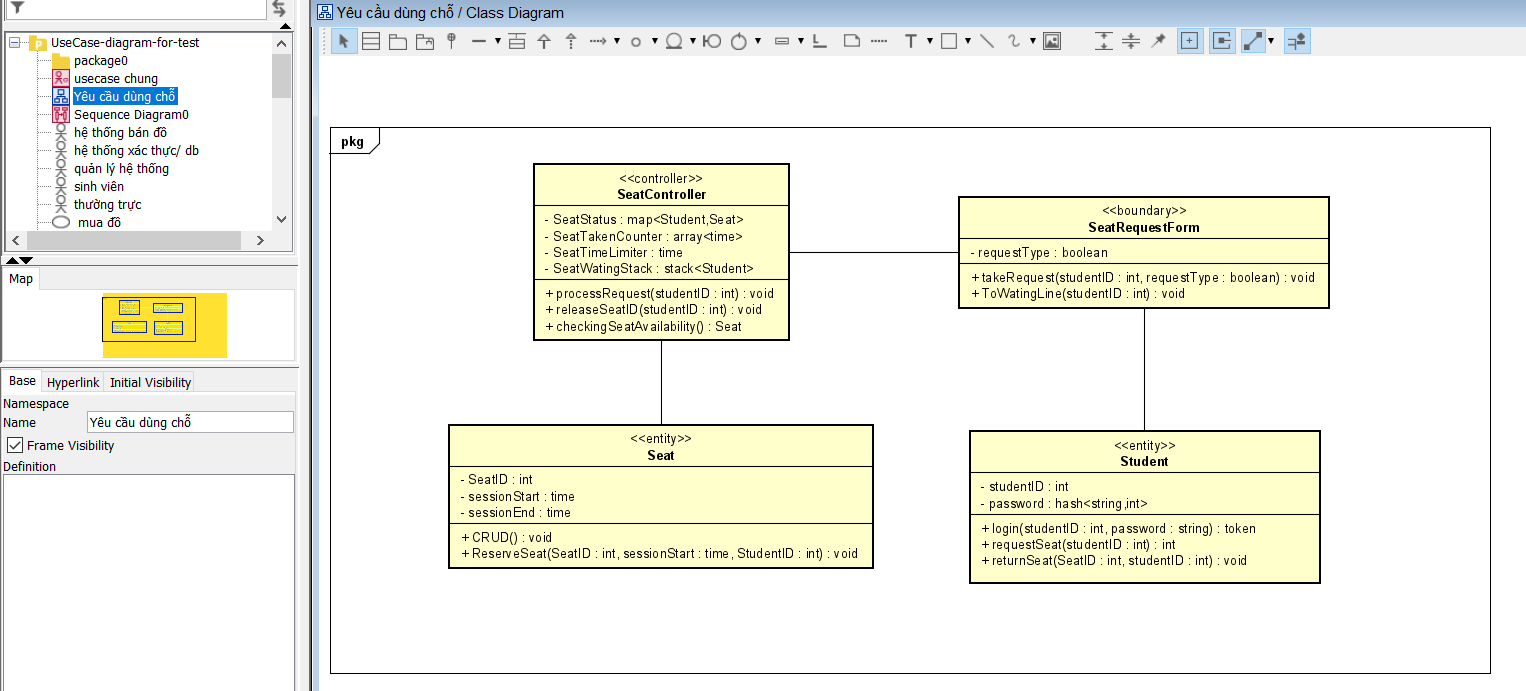 Yêu cầu dùng chỗ / Class Diagram
UseCase-diagram-for-test
package0
usecase chung
Yêu cầu dùng chỗ
Sequence Diagram0
hệ thống bán đồ
hệ thống xác thực/ db
quản lý hệ thống
sinh viên
thường trực
mua đồ
Map
Base Hyperlink Initial Visibility
Namespace
Name Yêu cầu dùng chỗ
Frame Visibility
Definition
pkg
<<controller>>
SeatController
- SeatStatus : map<Student,Seat>
- SeatTakenCounter : array<time>
- SeatTimeLimiter : time
- SeatWatingStack : stack<Student>
+ processRequest(studentID : int) : void
+ releaseSeatID(studentID : int) : void
+ checkingSeatAvailability() : Seat
<<boundary>>
SeatRequestForm
- requestType : boolean
+ takeRequest(studentID : int, requestType : boolean) : void
+ ToWatingLine(studentID : int) : void
<<entity>>
Seat
- SeatID : int
- sessionStart : time
- sessionEnd : time
+ CRUD() : void
+ ReserveSeat(SeatID : int, sessionStart : time, StudentID : int) : void
<<entity>>
Student
- studentID : int
- password : hash<string,int>
+ login(studentID : int, password : string) : token
+ requestSeat(studentID : int) : int
+ returnSeat(SeatID : int, studentID : int) : void